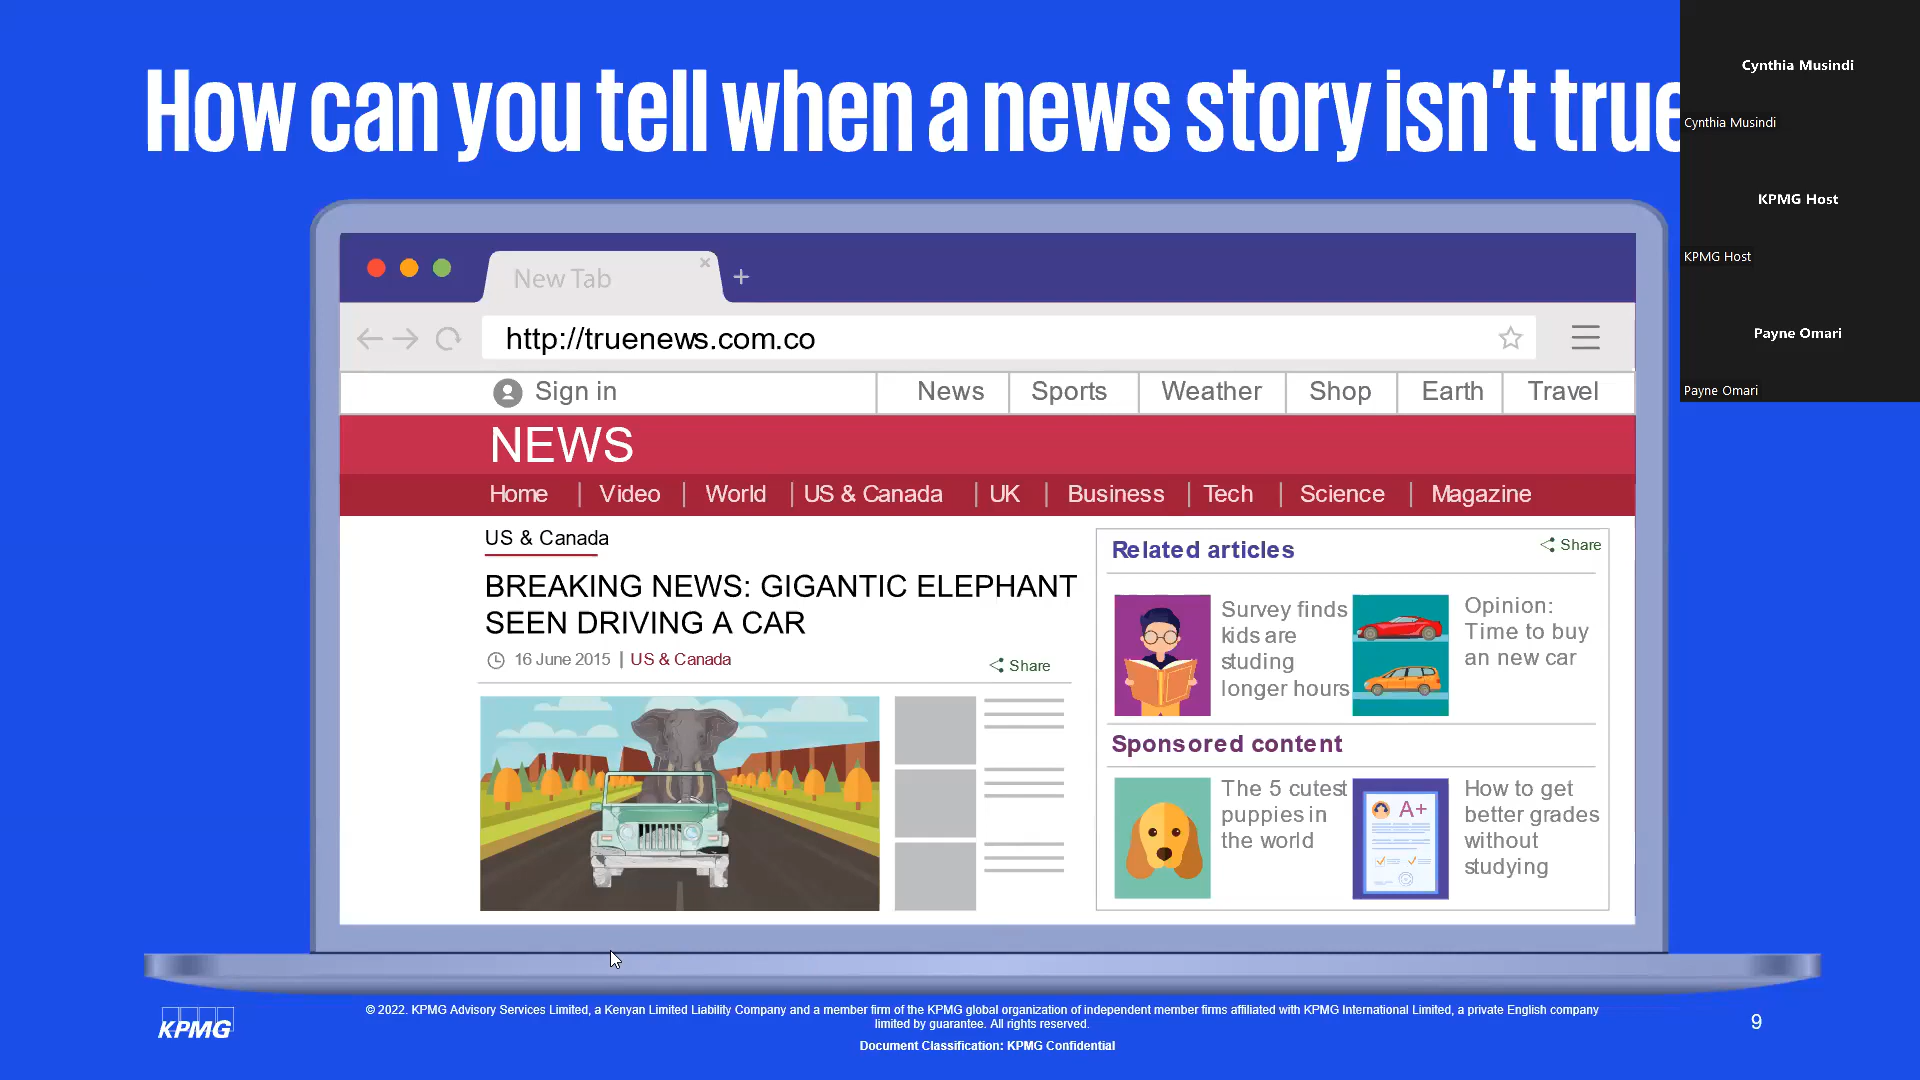 How can you tell when a news story isn't true
Cynthia Musindi
Cynthia Musindi
KPMG Host
KPMG Host
Payne Omari
Payne Omari
New Tab
http://truenews.com.co
Sign in
News
Sports
Weather
Shop
Earth
Travel
NEWS
Home | Video | World | US & Canada | UK | Business | Tech | Science | Magazine
US & Canada
BREAKING NEWS: GIGANTIC ELEPHANT
SEEN DRIVING A CAR
16 June 2015 | US & Canada
Share
Related articles
Share
Survey finds
kids are
studing
longer hours
Opinion:
Time to buy
an new car
Sponsored content
The 5 cutest
puppies in
the world
A+
How to get
better grades
without
studying
KPMG
© 2022. KPMG Advisory Services Limited, a Kenyan Limited Liability Company and a member firm of the KPMG global organization of independent member firms affiliated with KPMG International Limited, a private English company
limited by guarantee. All rights reserved.
Document Classification: KPMG Confidential
9